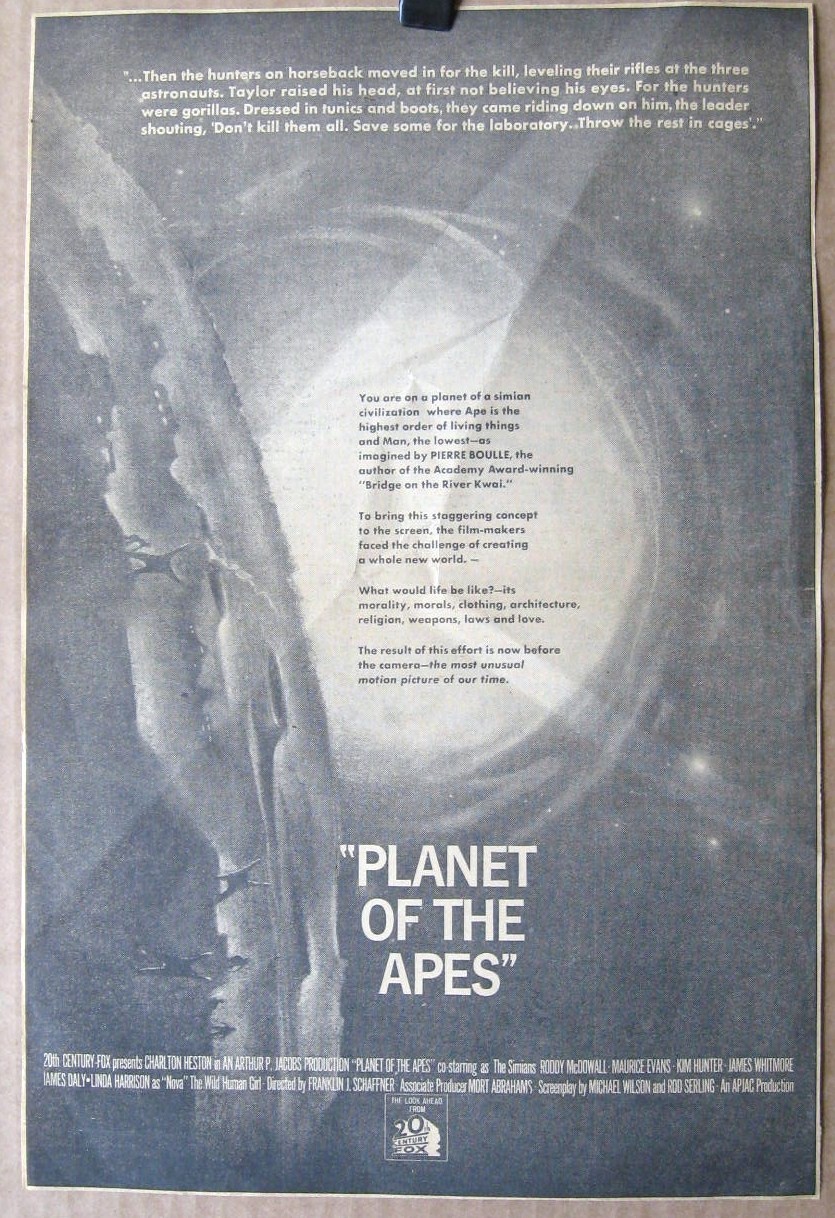 "...Then the hunters on horseback moved in for the kill, leveling their rifles at the three
astronauts. Taylor raised his head, at first not believing his eyes. For the hunters
were gorillas. Dressed in tunics and boots, they came riding down on him, the leader
shouting, 'Don't kill them all. Save some for the laboratory. Throw the rest in cages'."
You are on a planet of a simian
civilization where Ape is the
highest order of living things
and Man, the lowest—as
imagined by PIERRE BOULLE, the
author of the Academy Award-winning
"Bridge on the River Kwai."
To bring this staggering concept
to the screen, the film-makers
faced the challenge of creating
a whole new world. —
What would life be like?—its
morality, morals, clothing, architecture,
religion, weapons, laws and love.
The result of this effort is now before
the camera—the most unusual
motion picture of our time.
"PLANET
OF THE
APES"
20th CENTURY-FOX presents CHARLTON HESTON in AN ARTHUR P. JACOBS PRODUCTION "PLANET OF THE APES" co-starring as The Simians RODDY McDOWALL · MAURICE EVANS · KIM HUNTER · JAMES WHITMORE
JAMES DALY · LINDA HARRISON as "Nova" The Wild Human Girl · Directed by FRANKLIN J. SCHAFFNER · Associate Producer MORT ABRAHAMS · Screenplay by MICHAEL WILSON and ROD SERLING · An APJAC Production
THE LOOK AHEAD
FROM
20th
CENTURY
FOX